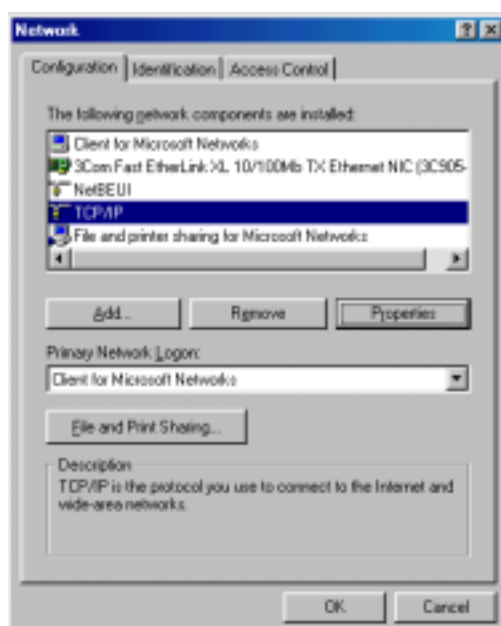 Network
Configuration Identification Access Control
The following network components are installed:
Client for Microsoft Networks
3Com Fast EtherLink XL 10/100Mb TX Ethernet NIC (3C905-
NetBEUI
TCP/IP
File and printer sharing for Microsoft Networks
Add... Remove Properties
Primary Network Logon:
Client for Microsoft Networks
File and Print Sharing...
Description
TCP/IP is the protocol you use to connect to the Internet and
wide-area networks.
OK Cancel